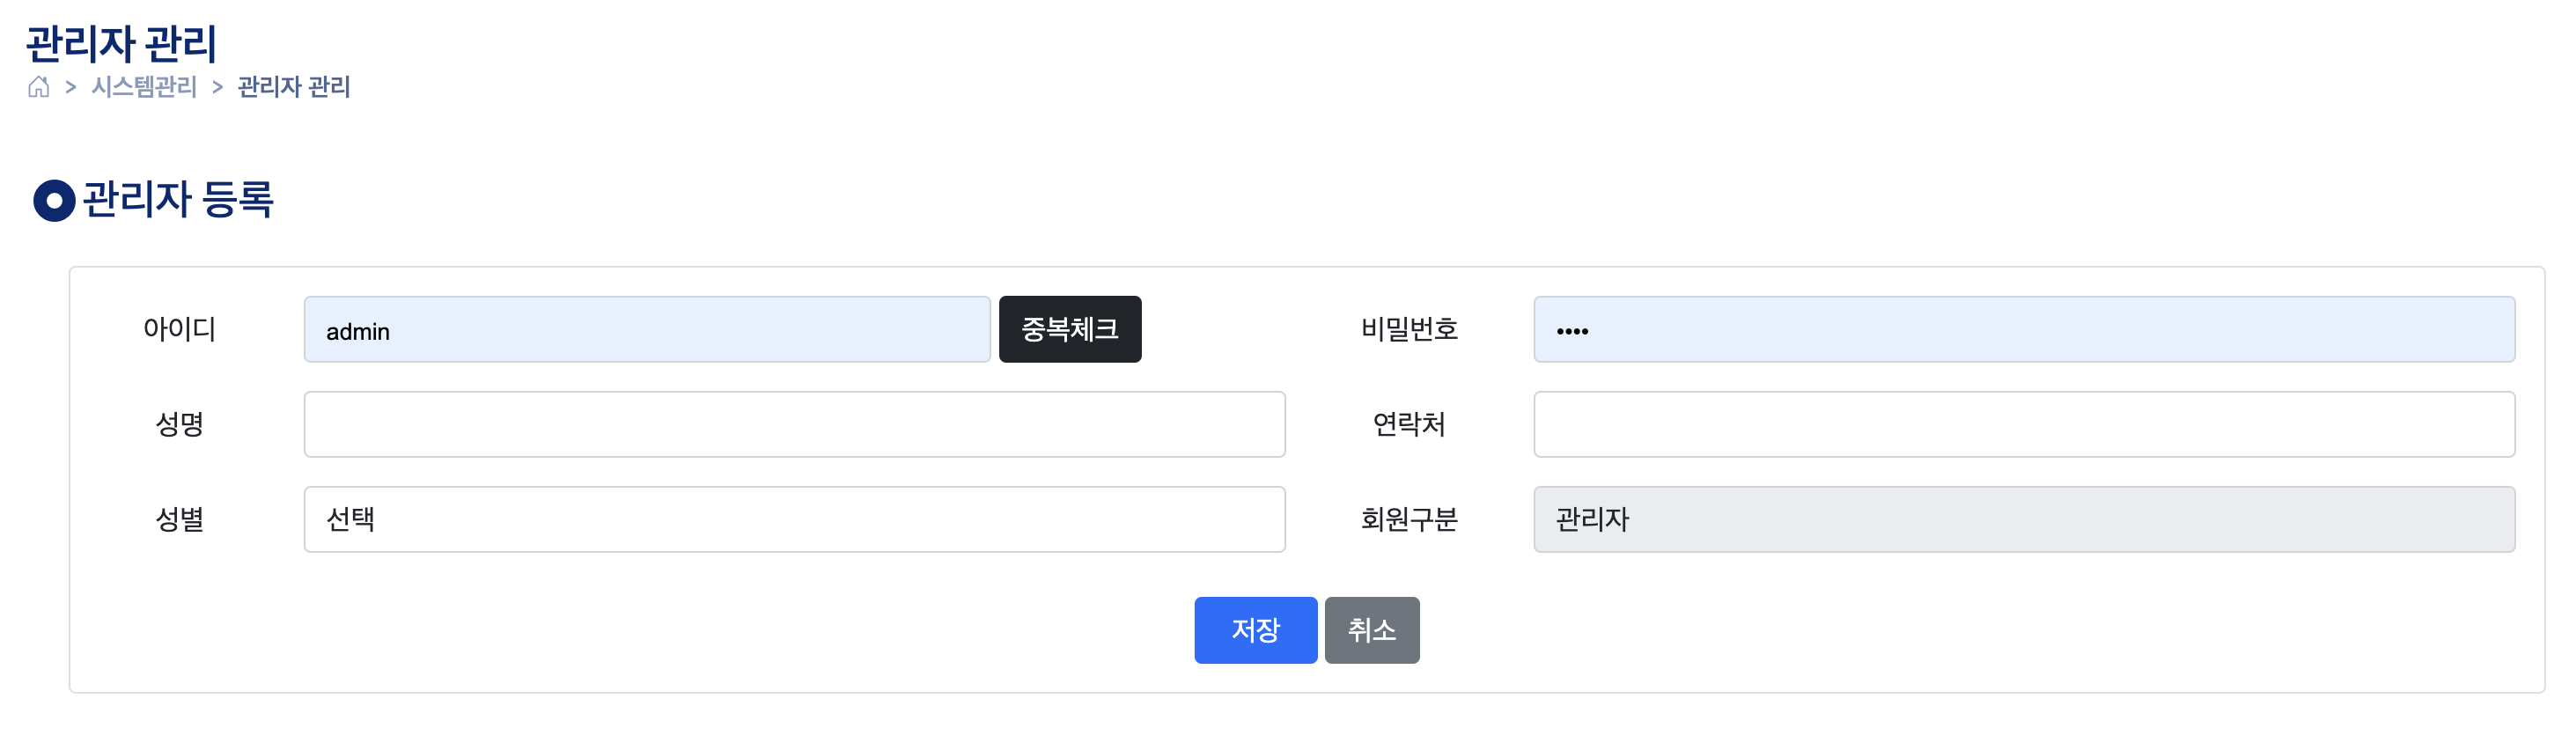 관리자 관리
> 시스템관리 > 관리자 관리
관리자 등록
아이디 admin 중복체크 비밀번호 ••••
성명 연락처
성별 선택 회원구분 관리자
저장 취소